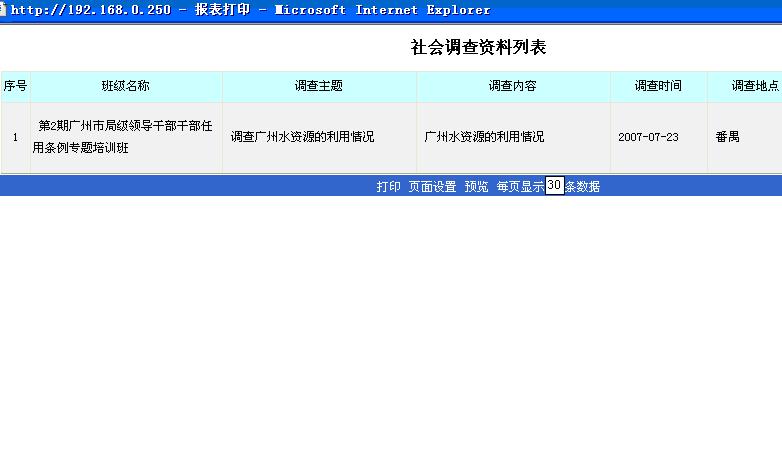 http://192.168.0.250 - 报表打印 - Microsoft Internet Explorer
社会调查资料列表
序号 班级名称 调查主题 调查内容 调查时间 调查地点
1 第2期广州市局级领导干部干部任用条例专题培训班 调查广州水资源的利用情况 广州水资源的利用情况 2007-07-23 番禺
打印 页面设置 预览 每页显示30条数据